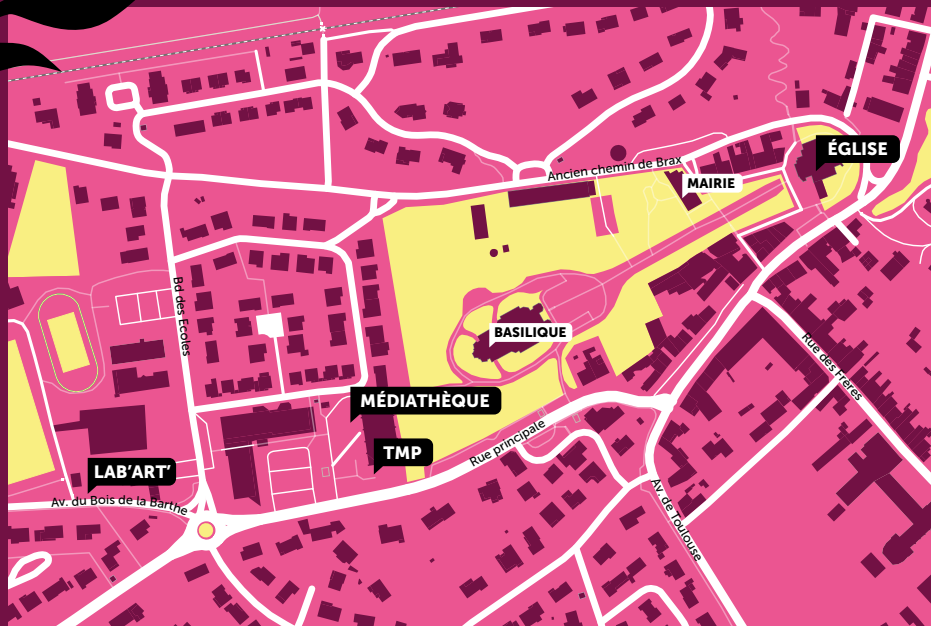 ÉGLISE
Ancien chemin de Brax
MAIRIE
Bd des Ecoles
BASILIQUE
Rue des Frères
MÉDIATHÈQUE
Rue principale
TMP
LAB'ART'
Av. du Bois de la Barthe
Av. de Toulouse